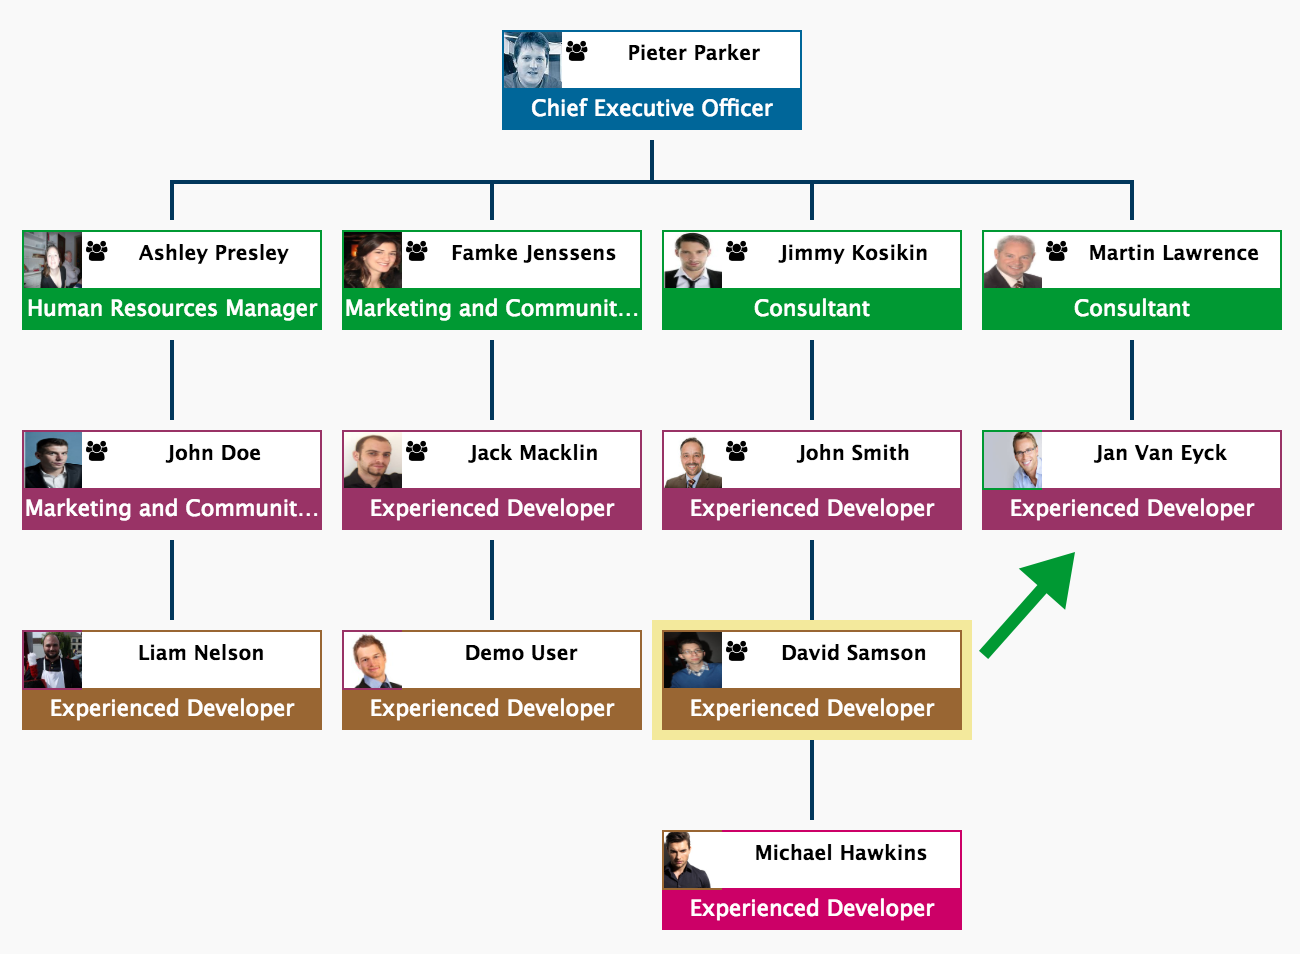 Pieter Parker
Chief Executive Officer
Ashley Presley
Human Resources Manager
Famke Jenssens
Marketing and Communit...
Jimmy Kosikin
Consultant
Martin Lawrence
Consultant
John Doe
Marketing and Communit...
Jack Macklin
Experienced Developer
John Smith
Experienced Developer
Jan Van Eyck
Experienced Developer
Liam Nelson
Experienced Developer
Demo User
Experienced Developer
David Samson
Experienced Developer
Michael Hawkins
Experienced Developer